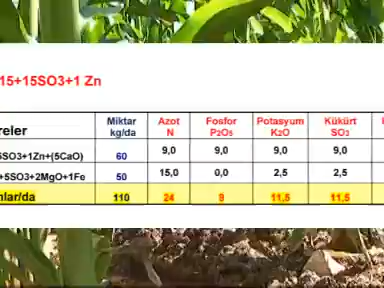 15+15SO3+1 Zn
reler Miktar kg/da Azot N Fosfor P2O5 Potasyum K2O Kükürt SO3
5SO3+1Zn+(5CaO) 60 9,0 9,0 9,0 9,0
+5SO3+2MgO+1Fe 50 15,0 0,0 2,5 2,5
nlar/da 110 24 9 11,5 11,5